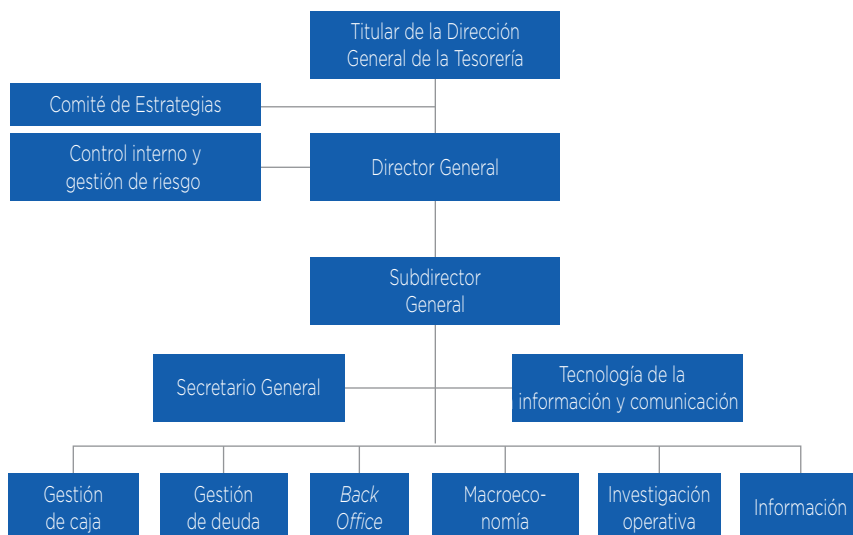 Titular de la Dirección
General de la Tesorería
Comité de Estrategias
Control interno y
gestión de riesgo
Director General
Subdirector
General
Secretario General
Tecnología de la
información y comunicación
Gestión
de caja
Gestión
de deuda
Back
Office
Macroeco-
nomía
Investigación
operativa
Información